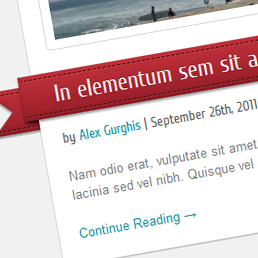 In elementum sem sit a
by Alex Gurghis | September 26th, 2011
Nam odio erat, vulputate sit amet
lacinia sed vel nibh. Quisque vel
Continue Reading →